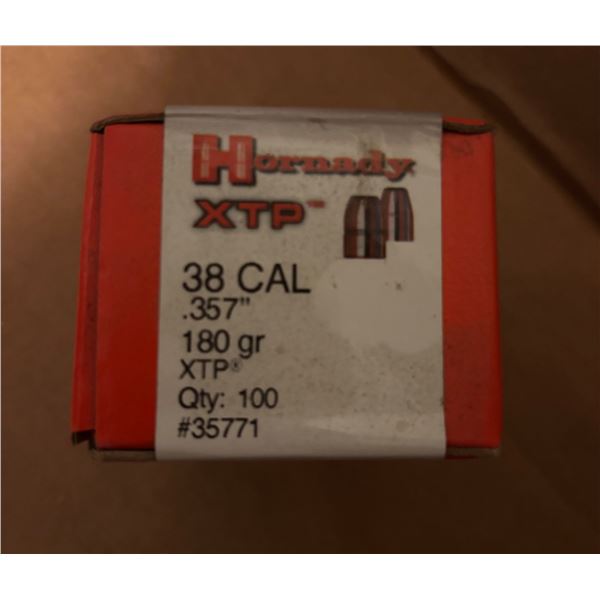 Hornady
XTP™
38 CAL
.357"
180 gr
XTP®
Qty: 100
#35771